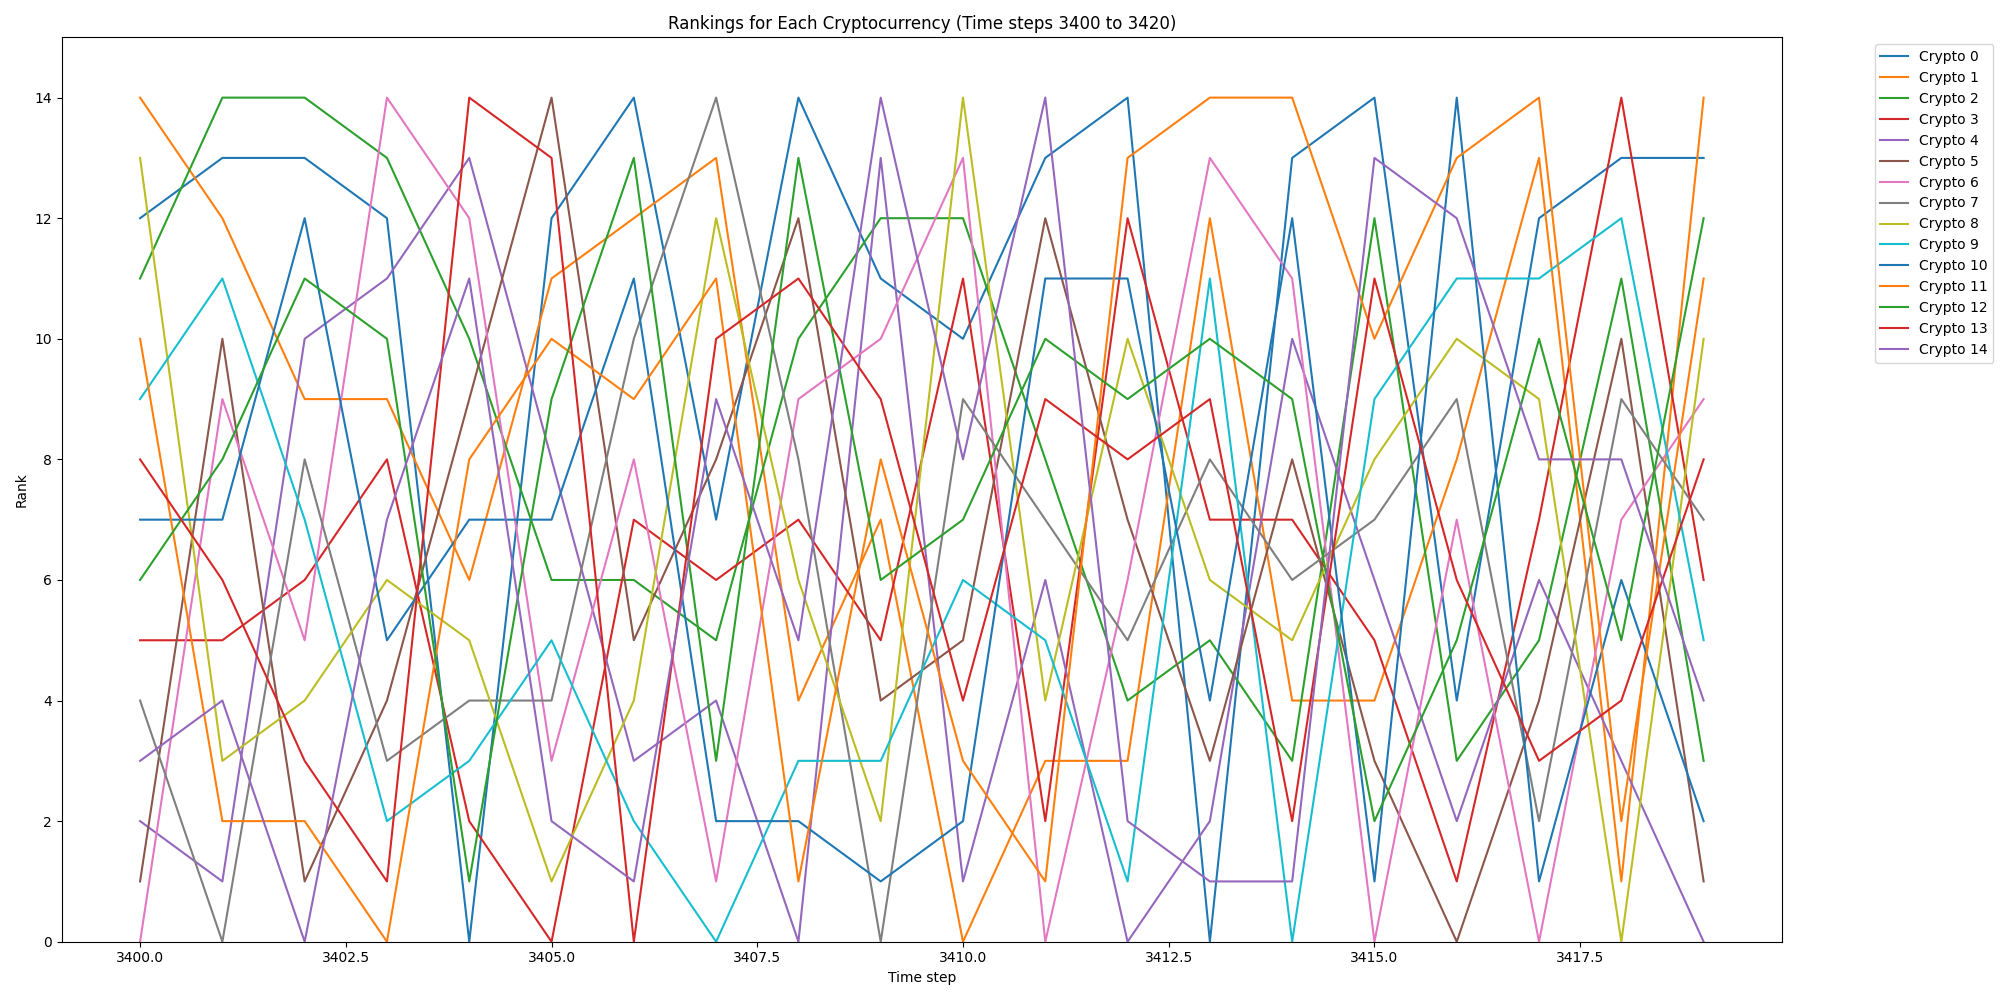 Rankings for Each Cryptocurrency (Time steps 3400 to 3420)
Rank
14
12
10
8
6
4
2
0
3400.0 3402.5 3405.0 3407.5 3410.0 3412.5 3415.0 3417.5
Time step
Crypto 0
Crypto 1
Crypto 2
Crypto 3
Crypto 4
Crypto 5
Crypto 6
Crypto 7
Crypto 8
Crypto 9
Crypto 10
Crypto 11
Crypto 12
Crypto 13
Crypto 14